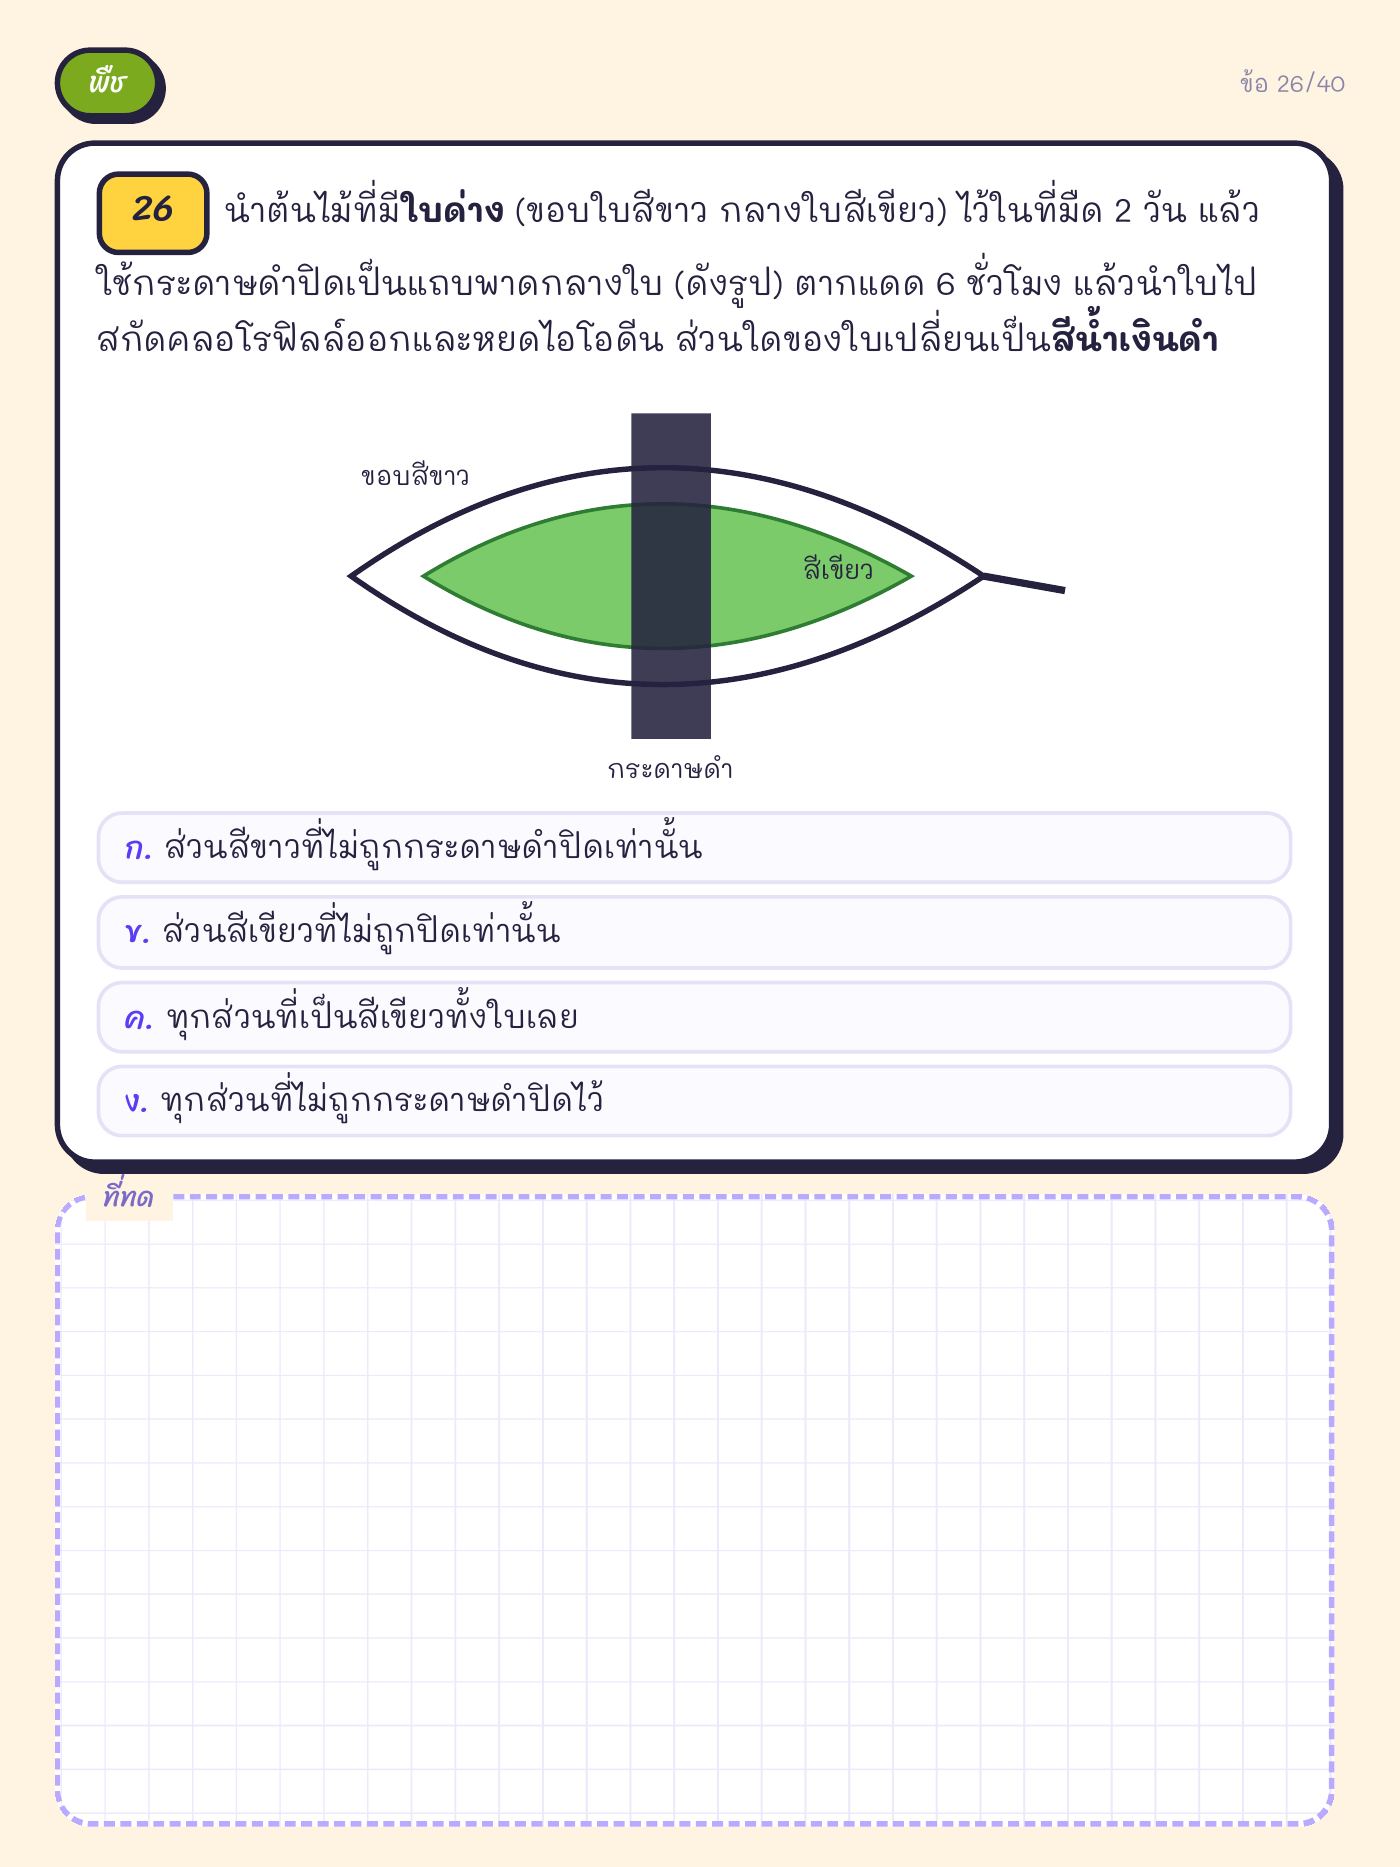 พืช
ข้อ 26/40
26 นำต้นไม้ที่มีใบด่าง (ขอบใบสีขาว กลางใบสีเขียว) ไว้ในที่มืด 2 วัน แล้ว
ใช้กระดาษดำปิดเป็นแถบพาดกลางใบ (ดังรูป) ตากแดด 6 ชั่วโมง แล้วนำใบไป
สกัดคลอโรฟิลล์ออกและหยดไอโอดีน ส่วนใดของใบเปลี่ยนเป็นสีน้ำเงินดำ
ขอบสีขาว
สีเขียว
กระดาษดำ
ก. ส่วนสีขาวที่ไม่ถูกกระดาษดำปิดเท่านั้น
ข. ส่วนสีเขียวที่ไม่ถูกปิดเท่านั้น
ค. ทุกส่วนที่เป็นสีเขียวทั้งใบเลย
ง. ทุกส่วนที่ไม่ถูกกระดาษดำปิดไว้
ที่ทด